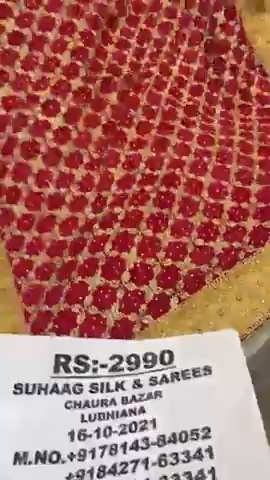 RS:-2990
SUHAAG SILK & SAREES
CHAURA BAZAR
LUDHIANA
16-10-2021
M.NO.+9178143-84052
+9184271-63341